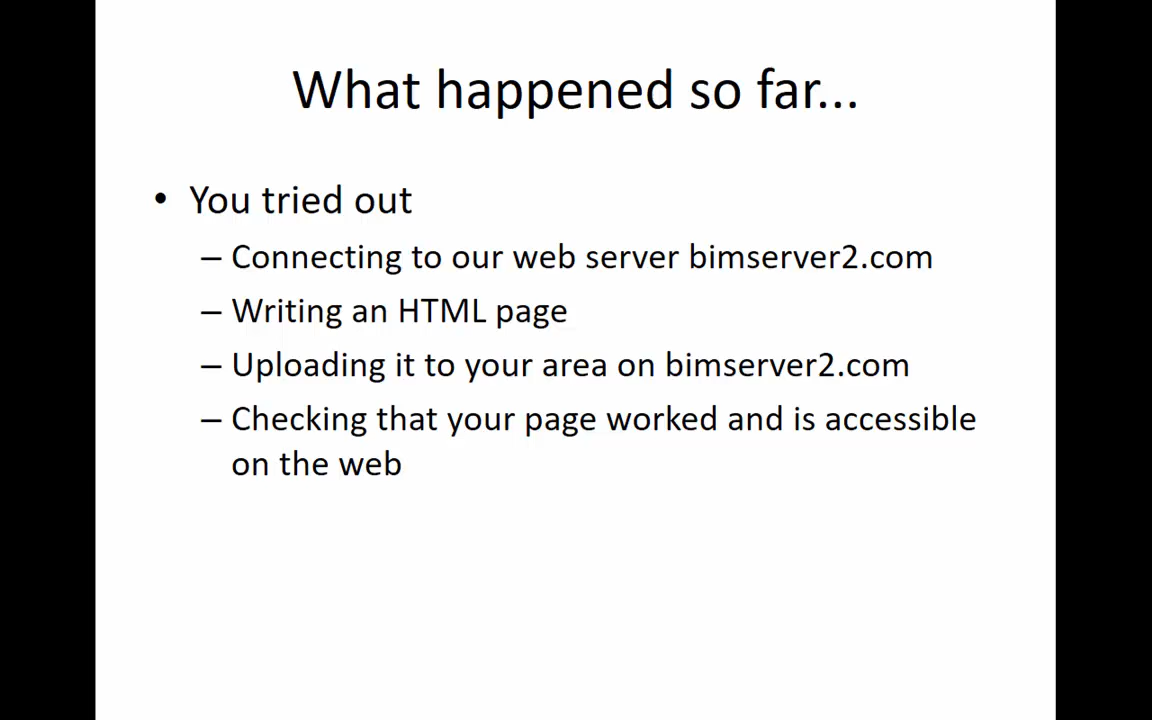 What happened so far...
• You tried out
– Connecting to our web server bimserver2.com
– Writing an HTML page
– Uploading it to your area on bimserver2.com
– Checking that your page worked and is accessible
on the web